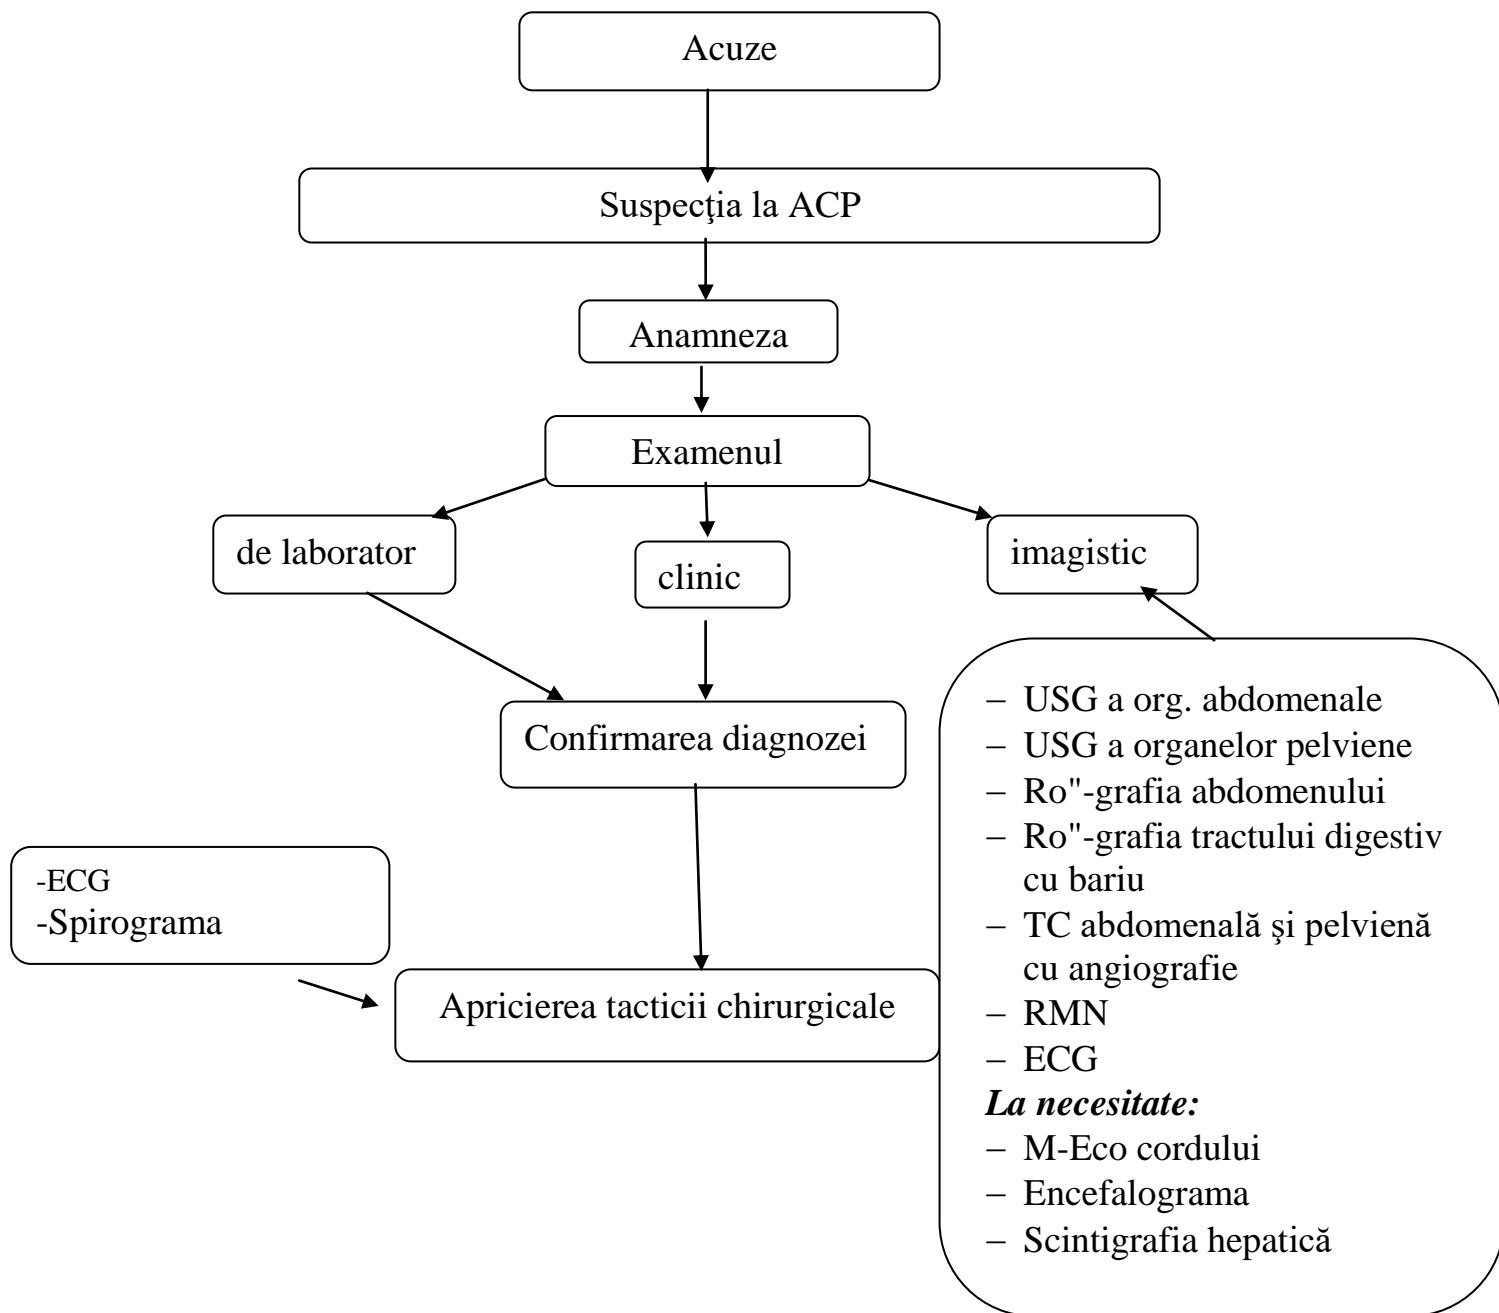 Acuze
Suspecţia la ACP
Anamneza
Examenul
de laborator
clinic
imagistic
Confirmarea diagnozei
-ECG
-Spirograma
Apricierea tacticii chirurgicale
– USG a org. abdomenale
– USG a organelor pelviene
– Ro"-grafia abdomenului
– Ro"-grafia tractului digestiv
cu bariu
– TC abdomenală şi pelvienă
cu angiografie
– RMN
– ECG
La necesitate:
– M-Eco cordului
– Encefalograma
– Scintigrafia hepatică